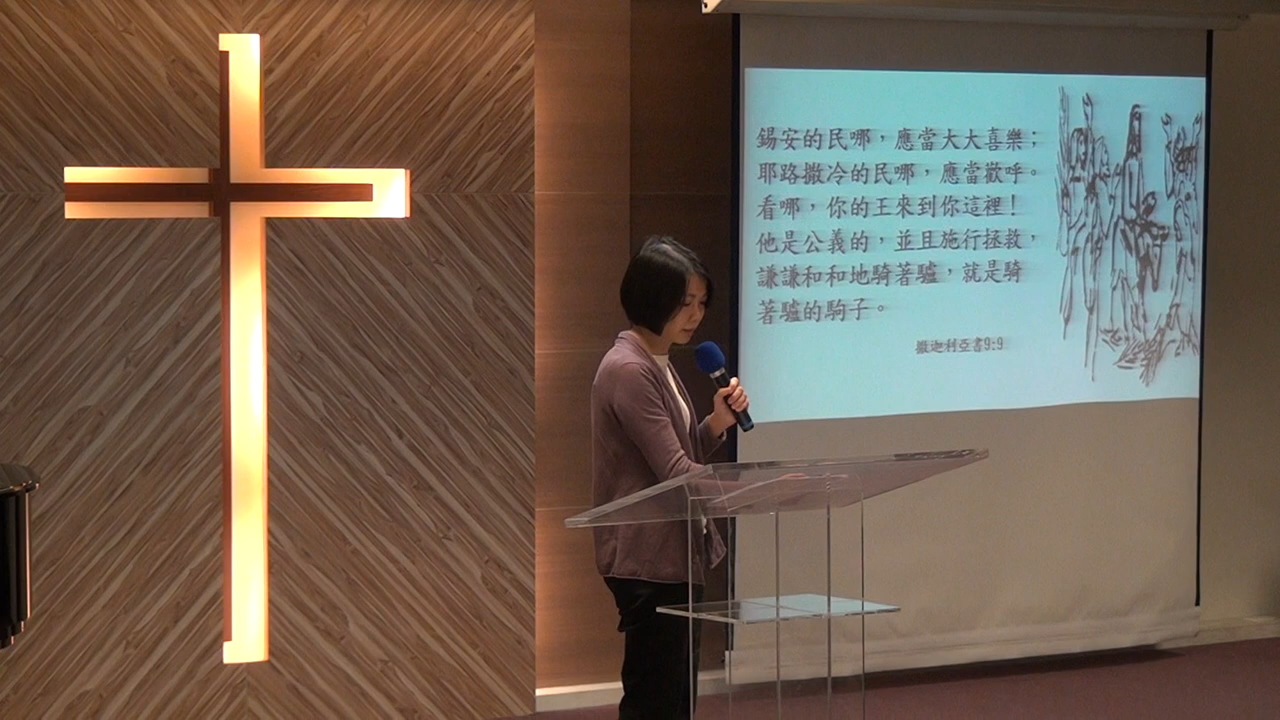 錫安的民哪，應當大大喜樂；
耶路撒冷的民哪，應當歡呼。
看哪，你的王來到你這裡！
他是公義的，並且施行拯救，
謙謙和和地騎著驢，就是騎
著驢的駒子。
撒迦利亞書9:9